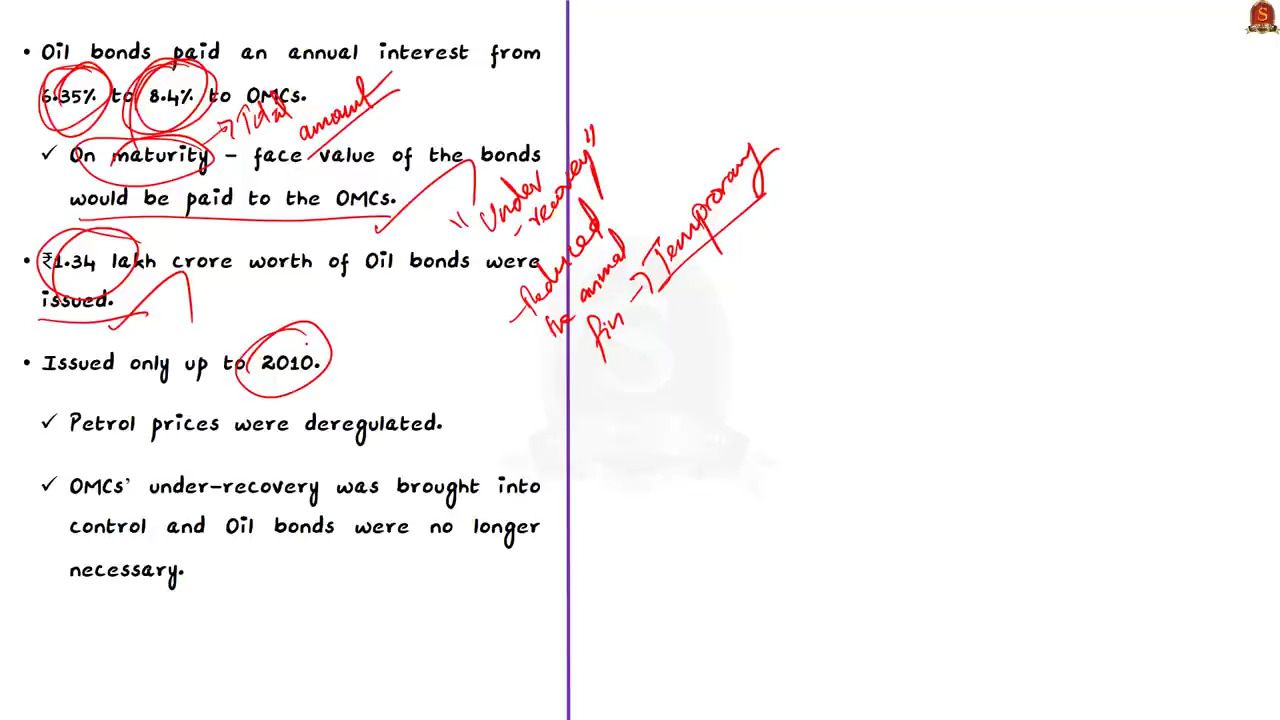 • Oil bonds paid an annual interest from
6.35% to 8.4% to OMCs.
→ Total amount
✓ On maturity – face value of the bonds
would be paid to the OMCs.
"Under
-recovery"
• ₹1.34 lakh crore worth of Oil bonds were
issued.
-Reduced
the annual
fin → Temprorary
• Issued only up to 2010.
✓ Petrol prices were deregulated.
✓ OMCs' under-recovery was brought into
control and Oil bonds were no longer
necessary.
S